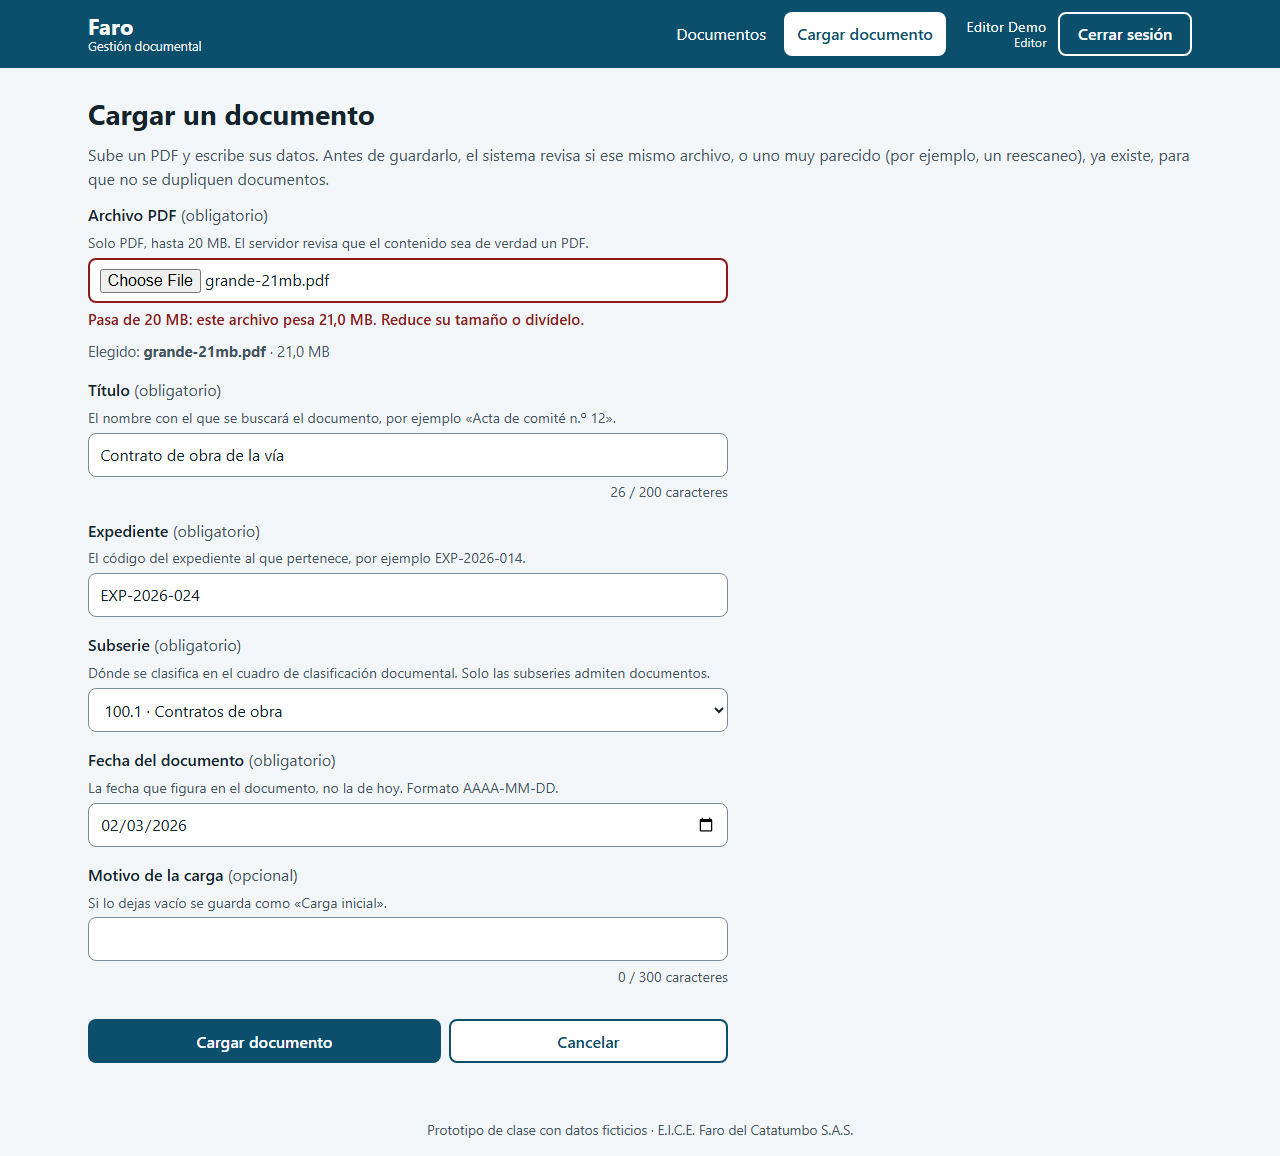 Faro
Gestión documental
Documentos
Cargar documento
Editor Demo
Editor
Cerrar sesión
Cargar un documento
Sube un PDF y escribe sus datos. Antes de guardarlo, el sistema revisa si ese mismo archivo, o uno muy parecido (por ejemplo, un reescaneo), ya existe, para
que no se dupliquen documentos.
Archivo PDF (obligatorio)
Solo PDF, hasta 20 MB. El servidor revisa que el contenido sea de verdad un PDF.
Choose File grande-21mb.pdf
Pasa de 20 MB: este archivo pesa 21,0 MB. Reduce su tamaño o divídelo.
Elegido: grande-21mb.pdf · 21,0 MB
Título (obligatorio)
El nombre con el que se buscará el documento, por ejemplo «Acta de comité n.º 12».
Contrato de obra de la vía
26 / 200 caracteres
Expediente (obligatorio)
El código del expediente al que pertenece, por ejemplo EXP-2026-014.
EXP-2026-024
Subserie (obligatorio)
Dónde se clasifica en el cuadro de clasificación documental. Solo las subseries admiten documentos.
100.1 · Contratos de obra
Fecha del documento (obligatorio)
La fecha que figura en el documento, no la de hoy. Formato AAAA-MM-DD.
02/03/2026
Motivo de la carga (opcional)
Si lo dejas vacío se guarda como «Carga inicial».
0 / 300 caracteres
Cargar documento
Cancelar
Prototipo de clase con datos ficticios · E.I.C.E. Faro del Catatumbo S.A.S.